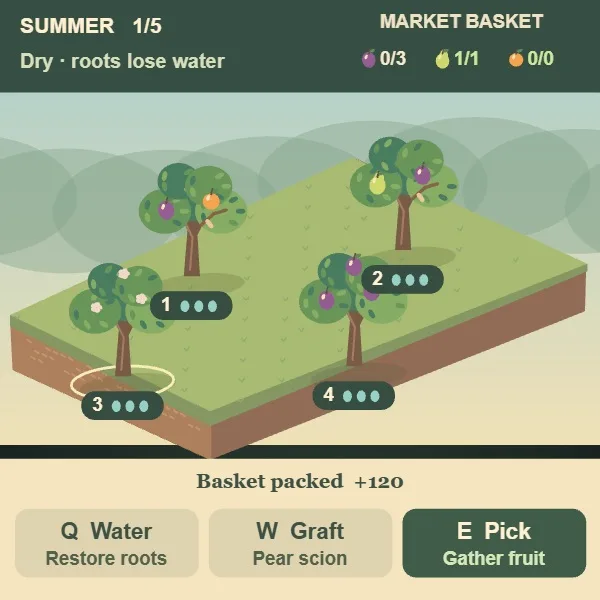 SUMMER 1/5
MARKET BASKET
Dry · roots lose water
0/3 1/1 0/0
1
2
3
4
Basket packed +120
Q Water
Restore roots
W Graft
Pear scion
E Pick
Gather fruit